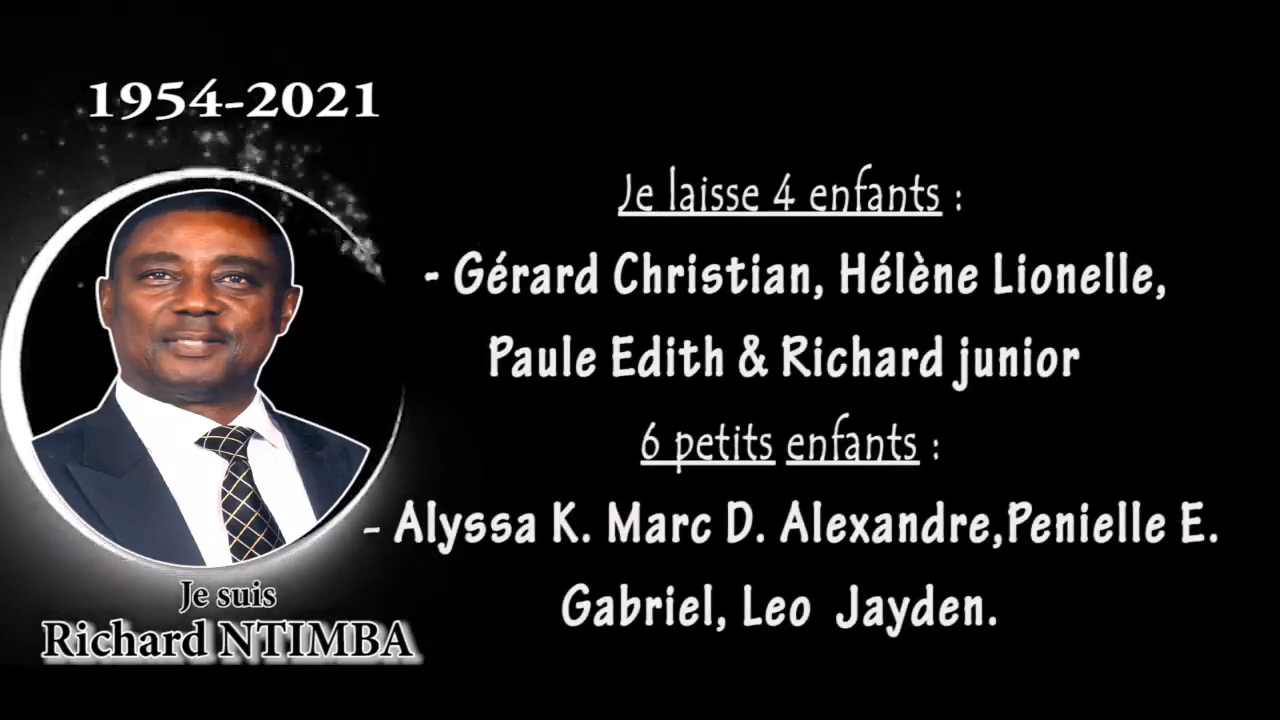 1954-2021
Je suis
Richard NTIMBA
Je laisse 4 enfants :
- Gérard Christian, Hélène Lionelle,
Paule Edith & Richard junior
6 petits enfants :
- Alyssa K. Marc D. Alexandre,Penielle E.
Gabriel, Leo Jayden.